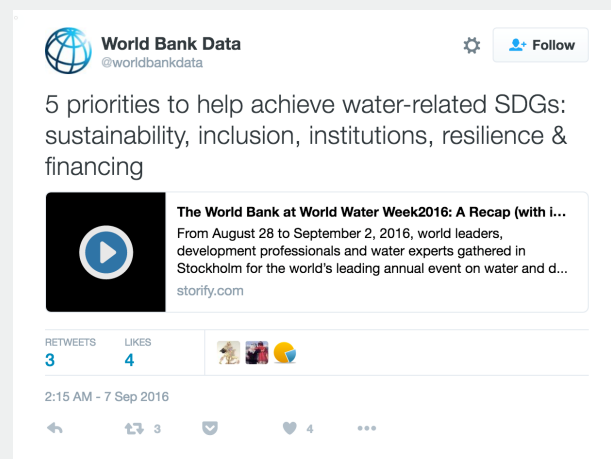 World Bank Data
@worldbankdata
Follow
5 priorities to help achieve water-related SDGs:
sustainability, inclusion, institutions, resilience &
financing
The World Bank at World Water Week2016: A Recap (with i...
From August 28 to September 2, 2016, world leaders,
development professionals and water experts gathered in
Stockholm for the world's leading annual event on water and d...
storify.com
RETWEETS LIKES
3 4
2:15 AM - 7 Sep 2016
3 4